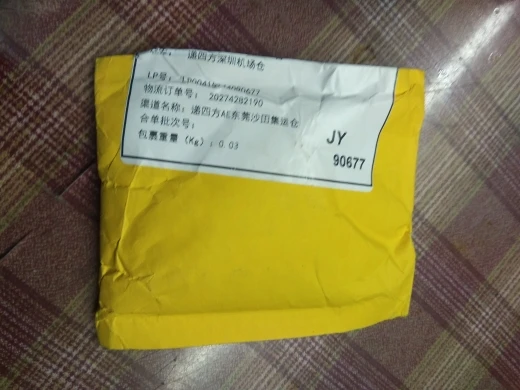 递四方深圳机场仓
LP号:
物流订单号: 20274282190
渠道名称: 递四方AE东莞沙田集运仓
合单批次号:
包裹重量 (Kg) : 0.03
JY
90677